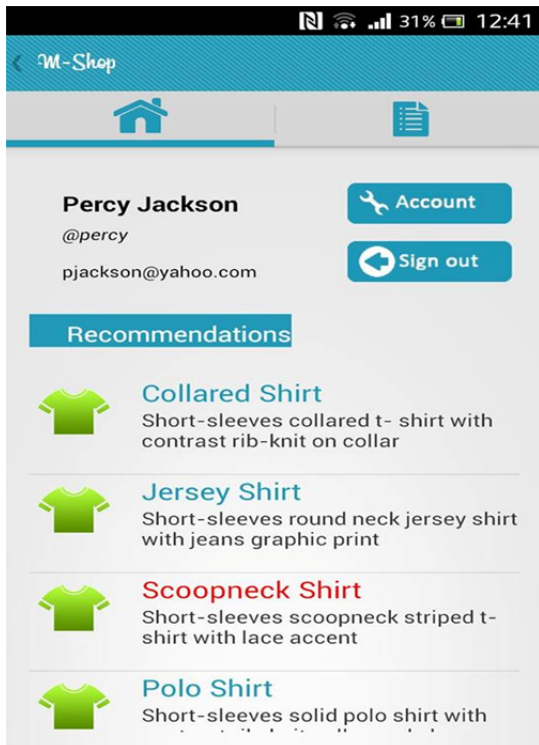 31% 12:41
M-Shop
Percy Jackson
Account
@percy
Sign out
pjackson@yahoo.com
Recommendations
Collared Shirt
Short-sleeves collared t- shirt with
contrast rib-knit on collar
Jersey Shirt
Short-sleeves round neck jersey shirt
with jeans graphic print
Scoopneck Shirt
Short-sleeves scoopneck striped t-
shirt with lace accent
Polo Shirt
Short-sleeves solid polo shirt with